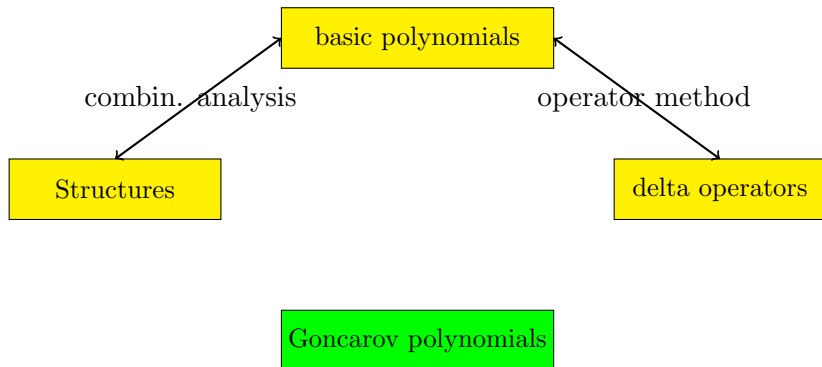 basic polynomials
combin. analysis
operator method
Structures
delta operators
Goncarov polynomials